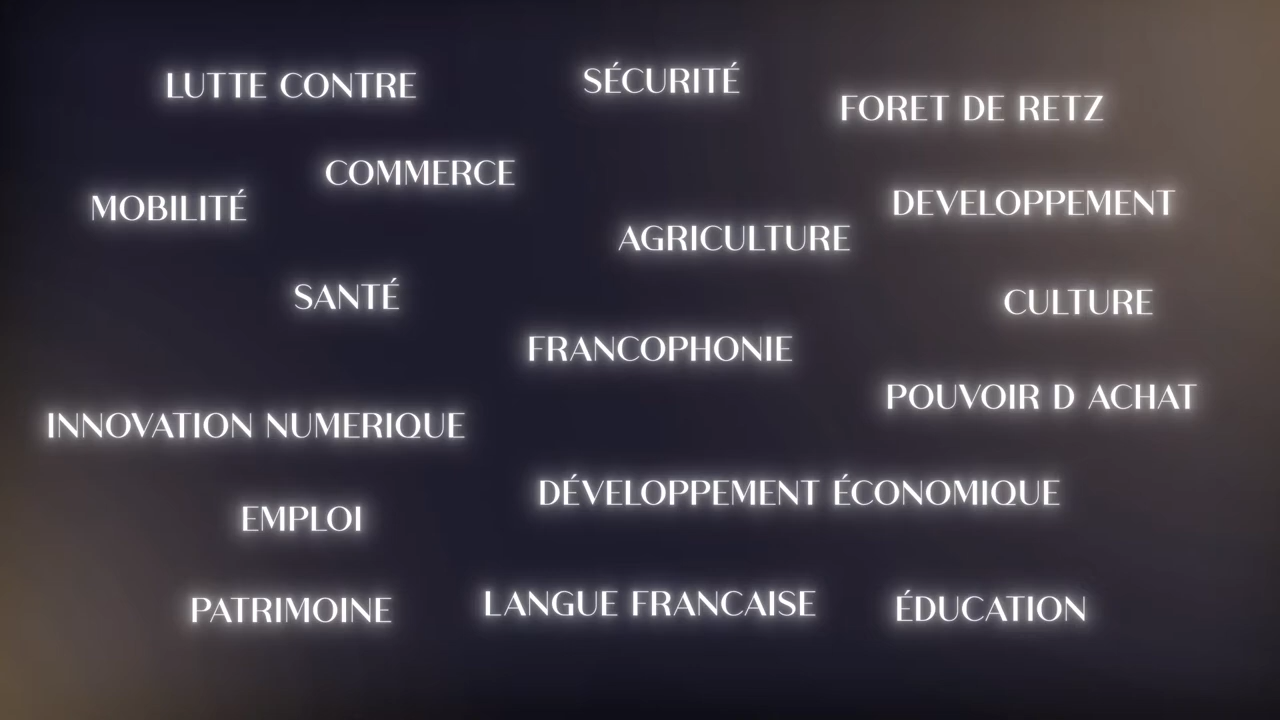 LUTTE CONTRE
SÉCURITÉ
FORET DE RETZ
COMMERCE
MOBILITÉ
DEVELOPPEMENT
AGRICULTURE
SANTÉ
CULTURE
FRANCOPHONIE
POUVOIR D ACHAT
INNOVATION NUMERIQUE
DÉVELOPPEMENT ÉCONOMIQUE
EMPLOI
PATRIMOINE
LANGUE FRANCAISE
ÉDUCATION